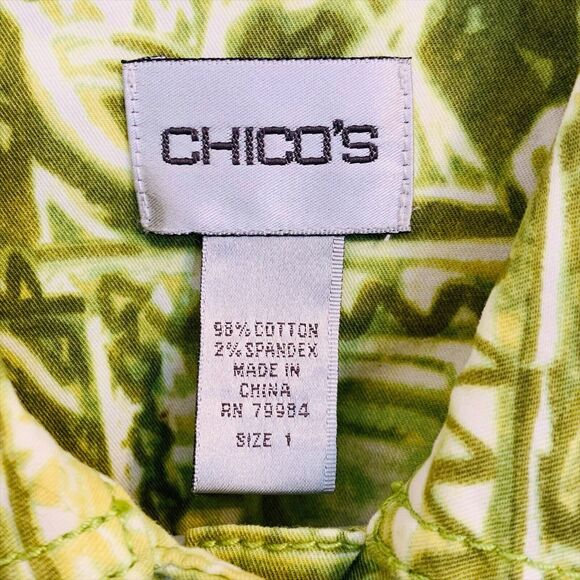 CHICO'S
98% COTTON
2% SPANDEX
MADE IN
CHINA
RN 79984
SIZE 1